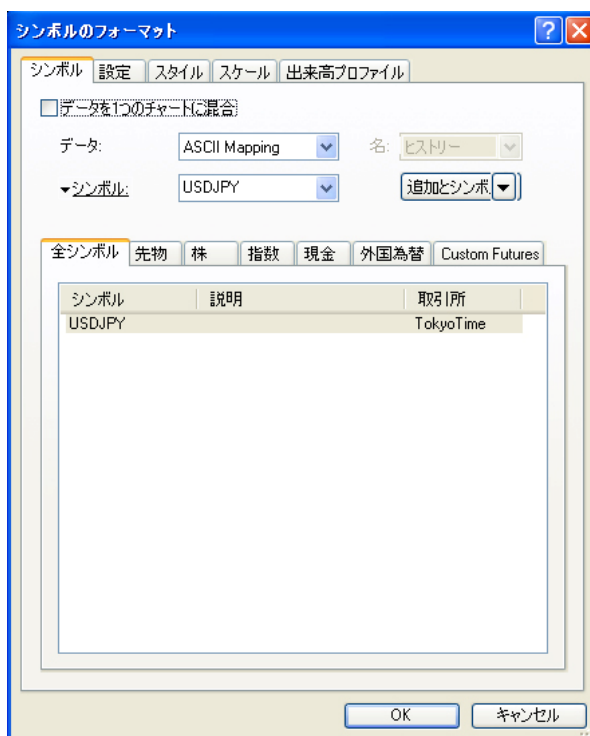 シンボルのフォーマット
シンボル 設定 スタイル スケール 出来高プロファイル
データを1つのチャートに混合
データ: ASCII Mapping 名: ヒストリー
シンボル: USDJPY 追加とシンボ
全シンボル 先物 株 指数 現金 外国為替 Custom Futures
シンボル 説明 取引所
USDJPY TokyoTime
OK キャンセル